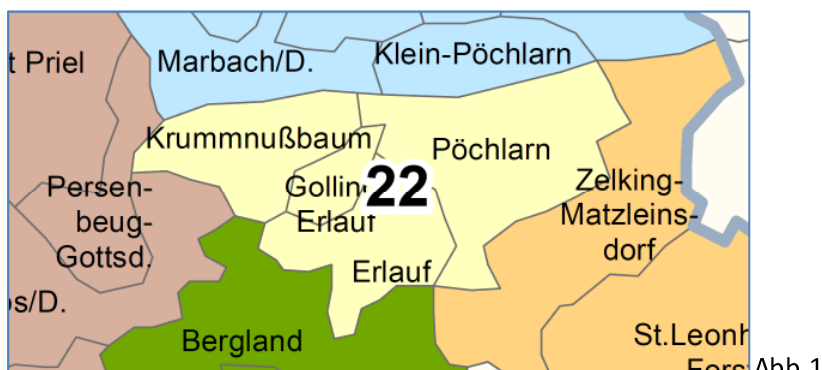 t Priel
Marbach/D.
Klein-Pöchlarn
Krummnußbaum
Pöchlarn
Persen-
beug-
Gottsd.
Gollin
Erlauf
22
Zelking-
Matzleins-
dorf
Erlauf
s/D.
Bergland
St.Leonh
Abb.1